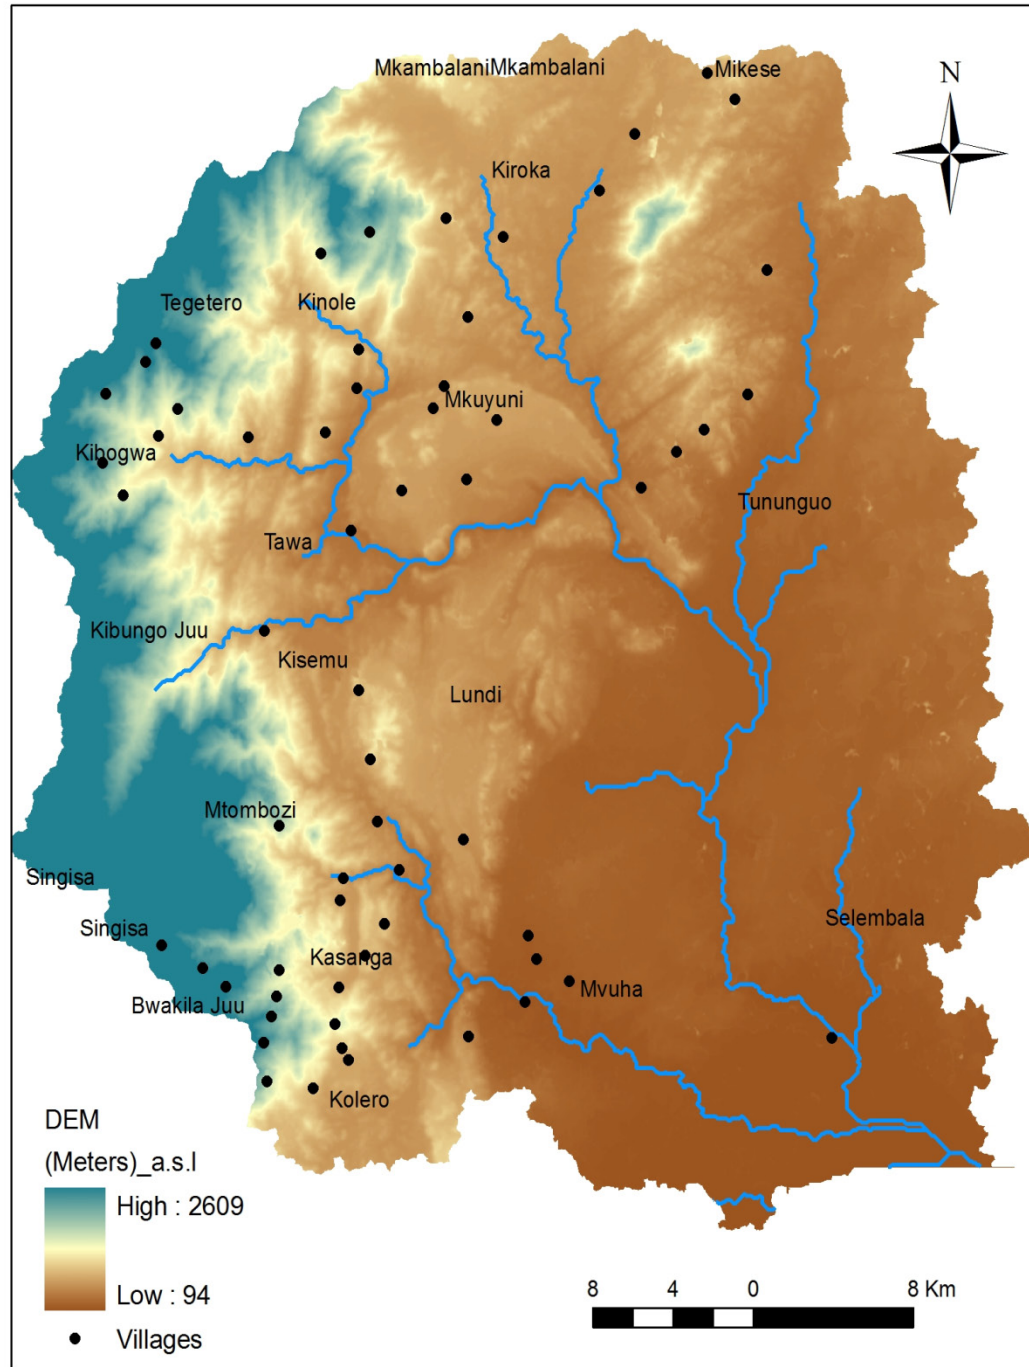 MkambalaniMkambalani
Mikese
N
Kiroka
Tegetero
Kinole
Mkuyuni
Kibogwa
Tununguo
Tawa
Kibungo Juu
Kisemu
Lundi
Mtombozi
Singisa
Selembala
Singisa
Kasanga
Bwakila Juu
Mvuha
Kolero
DEM
(Meters)_a.s.l
High : 2609
Low : 94
Villages
8 4 0 8 Km